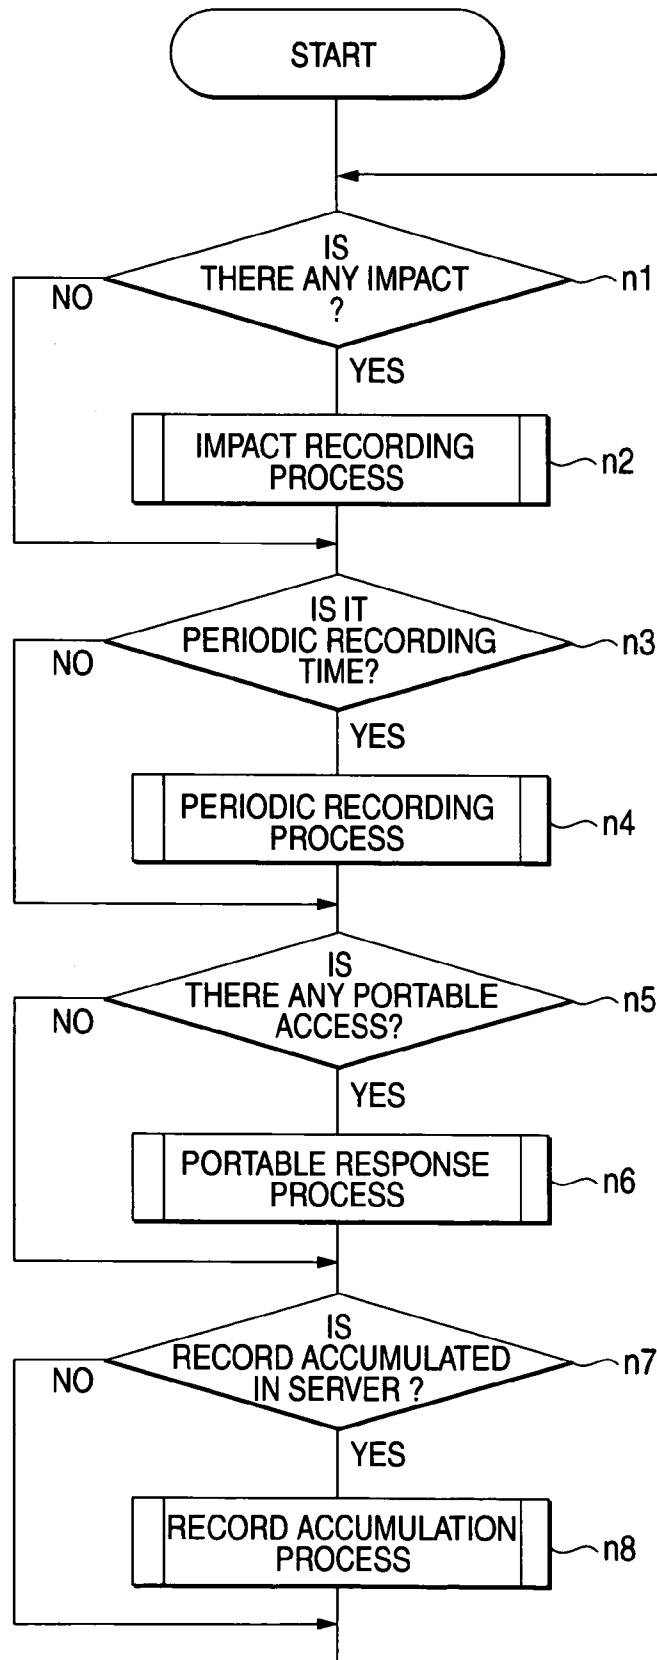 START
IS
THERE ANY IMPACT
?
n1
NO
YES
IMPACT RECORDING
PROCESS
n2
IS IT
PERIODIC RECORDING
TIME?
n3
NO
YES
PERIODIC RECORDING
PROCESS
n4
IS
THERE ANY PORTABLE
ACCESS?
n5
NO
YES
PORTABLE RESPONSE
PROCESS
n6
IS
RECORD ACCUMULATED
IN SERVER ?
n7
NO
YES
RECORD ACCUMULATION
PROCESS
n8